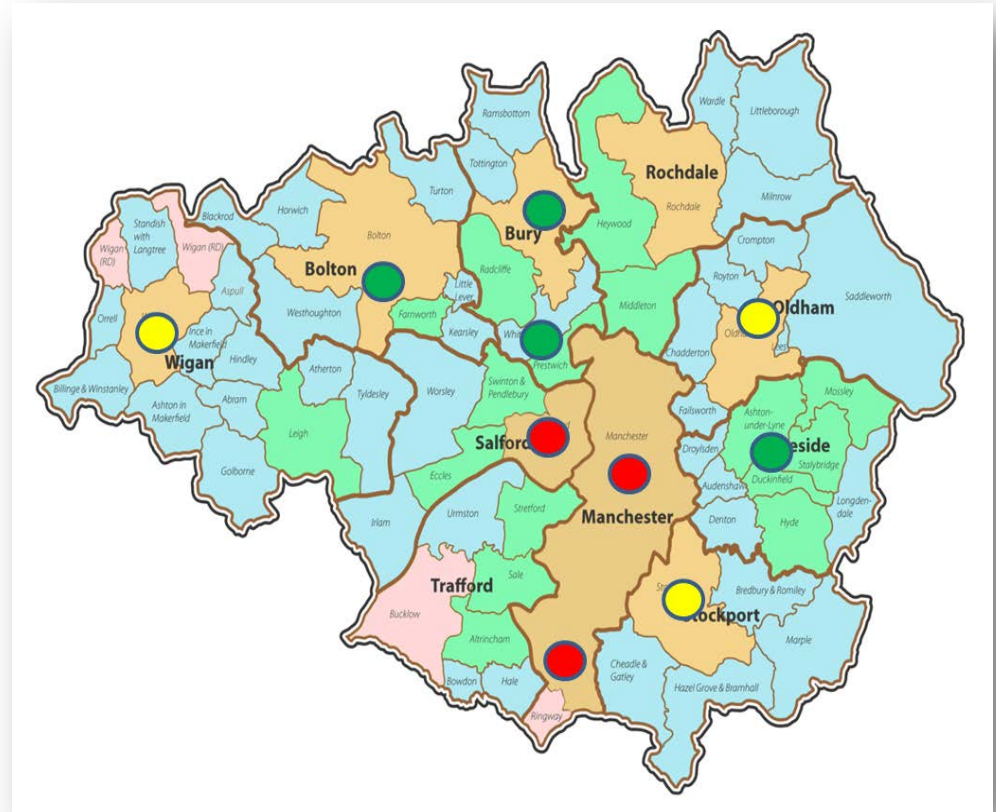 Ramsbottom
Wardle
Littleborough
Tottington
Rochdale
Turton
Milnrow
Rochdale
Standish
with
Langtree
Blackrod
Horwich
Heywood
Bury
Bolton
Crompton
Wigan
(RD)
Wigan (RD)
Radcliffe
Bolton
Royton
Aspull
Little
Lever
Saddleworth
Middleton
Oldham
Orrell
Westhoughton
Farnworth
Ince in
Makerfield
Kearsley
Lees
Chadderton
Hindley
Wigan
Prestwich
Atherton
Billinge & Winstanley
Abram
Tyldesley
Worsley
Swinton &
Pendlebury
Mossley
Ashton in
Makerfield
Failsworth
Ashton-
under-Lyne
Leigh
Manchester
Salford
Droylsden
eside
Stalybridge
Golborne
Eccles
Dukinfield
Audenshaw
Longden-
dale
Urmston
Stretford
Manchester
Denton
Hyde
Irlam
Sale
Trafford
Bredbury & Romiley
Bucklow
Stockport
Altrincham
Marple
Cheadle &
Gatley
Bowdon
Hale
Hazel Grove & Bramhall
Ringway